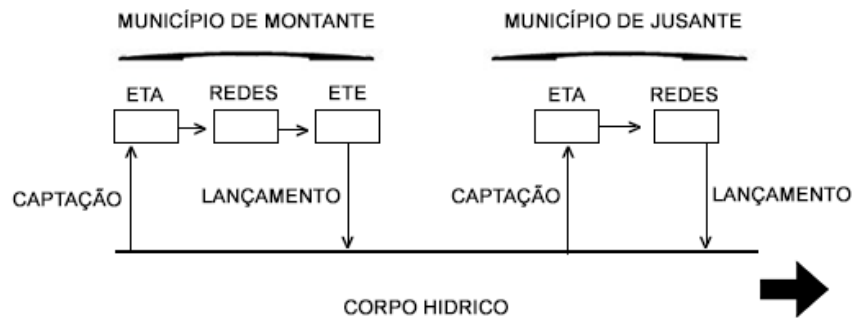 MUNICÍPIO DE MONTANTE
MUNICÍPIO DE JUSANTE
ETA REDES ETE
ETA REDES
CAPTAÇÃO LANÇAMENTO
CAPTAÇÃO LANÇAMENTO
CORPO HIDRICO